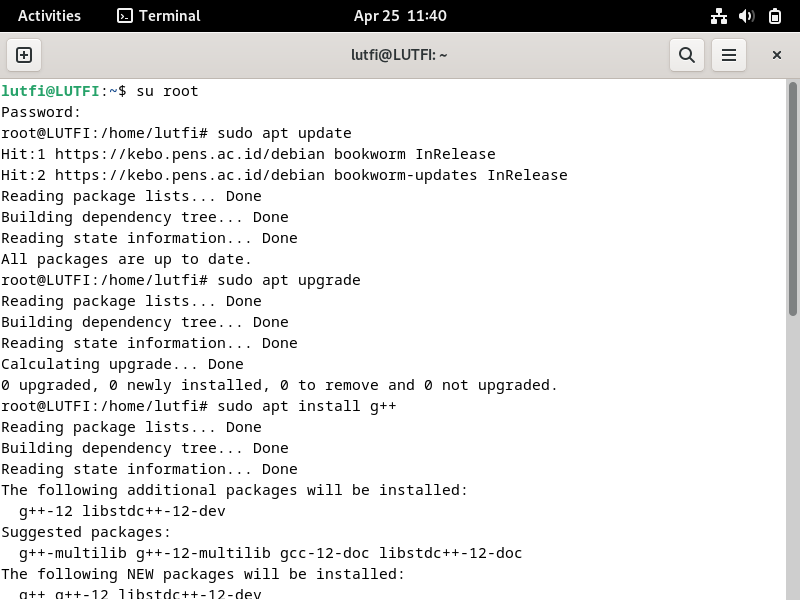 Activities Terminal Apr 25 11:40
lutfi@LUTFI: ~
lutfi@LUTFI:~$ su root
Password:
root@LUTFI:/home/lutfi# sudo apt update
Hit:1 https://kebo.pens.ac.id/debian bookworm InRelease
Hit:2 https://kebo.pens.ac.id/debian bookworm-updates InRelease
Reading package lists... Done
Building dependency tree... Done
Reading state information... Done
All packages are up to date.
root@LUTFI:/home/lutfi# sudo apt upgrade
Reading package lists... Done
Building dependency tree... Done
Reading state information... Done
Calculating upgrade... Done
0 upgraded, 0 newly installed, 0 to remove and 0 not upgraded.
root@LUTFI:/home/lutfi# sudo apt install g++
Reading package lists... Done
Building dependency tree... Done
Reading state information... Done
The following additional packages will be installed:
  g++-12 libstdc++-12-dev
Suggested packages:
  g++-multilib g++-12-multilib gcc-12-doc libstdc++-12-doc
The following NEW packages will be installed:
  g++ g++-12 libstdc++-12-dev